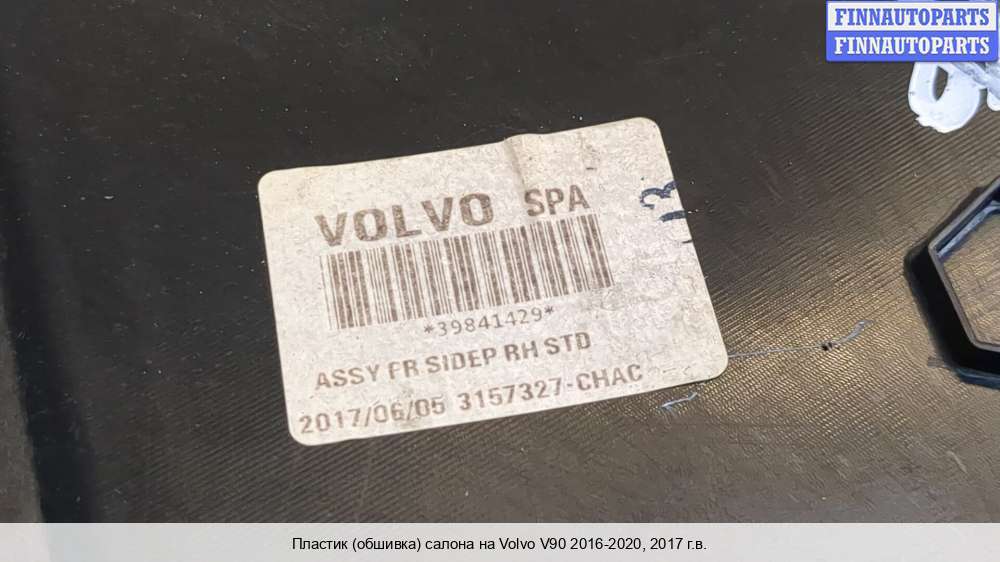 FINNAUTOPARTS
FINNAUTOPARTS
VOLVO SPA
*39841429*
ASSY FR SIDEP RH STD
2017/06/05 3157327-CHAC
Пластик (обшивка) салона на Volvo V90 2016-2020, 2017 г.в.